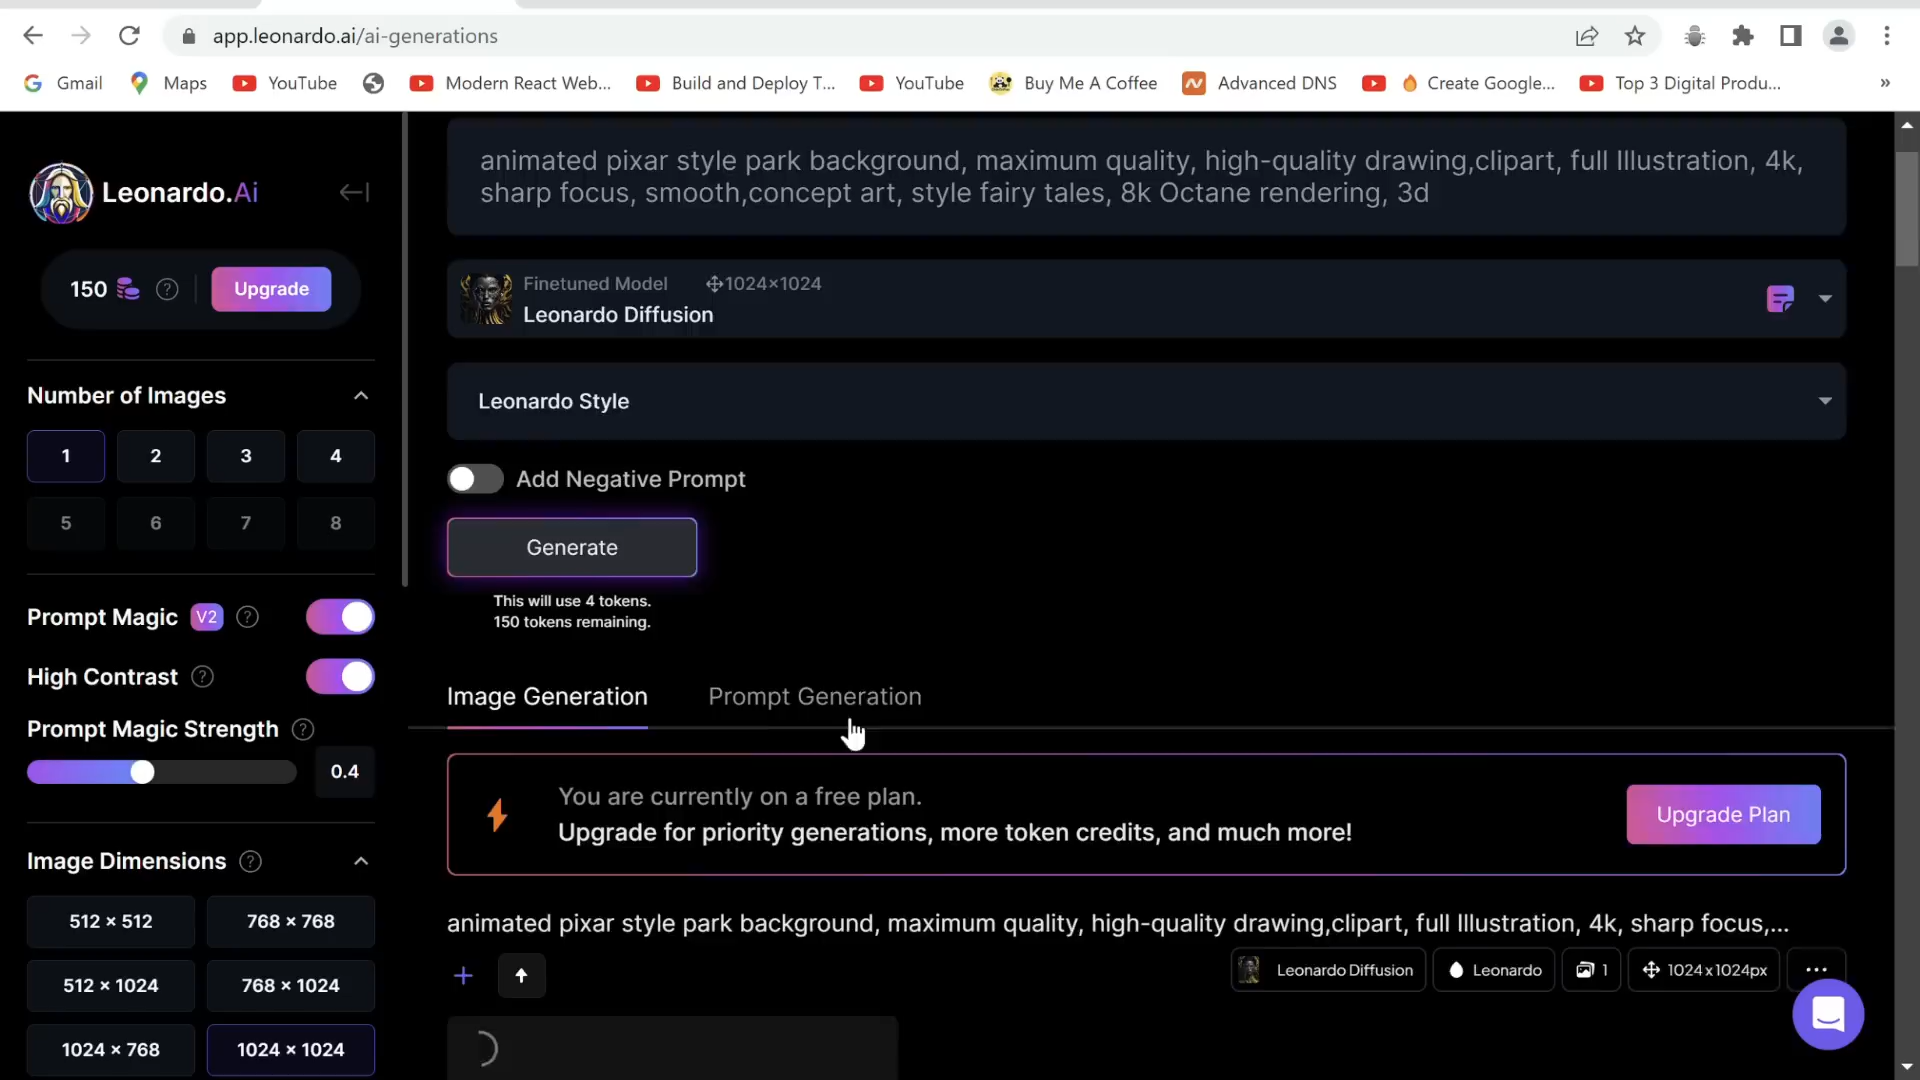 app.leonardo.ai/ai-generations
Gmail Maps YouTube Modern React Web... Build and Deploy T... YouTube Buy Me A Coffee Advanced DNS Create Google... Top 3 Digital Produ... »
Leonardo.Ai
150 ? Upgrade
Number of Images
1 2 3 4
5 6 7 8
Prompt Magic V2 ?
High Contrast ?
Prompt Magic Strength ?
0.4
Image Dimensions ?
512 × 512 768 × 768
512 × 1024 768 × 1024
1024 × 768 1024 × 1024
animated pixar style park background, maximum quality, high-quality drawing,clipart, full Illustration, 4k,
sharp focus, smooth,concept art, style fairy tales, 8k Octane rendering, 3d
Finetuned Model 1024×1024
Leonardo Diffusion
Leonardo Style
Add Negative Prompt
Generate
This will use 4 tokens.
150 tokens remaining.
Image Generation Prompt Generation
You are currently on a free plan.
Upgrade for priority generations, more token credits, and much more!
Upgrade Plan
animated pixar style park background, maximum quality, high-quality drawing,clipart, full Illustration, 4k, sharp focus,...
Leonardo Diffusion Leonardo 1 1024x1024px ...